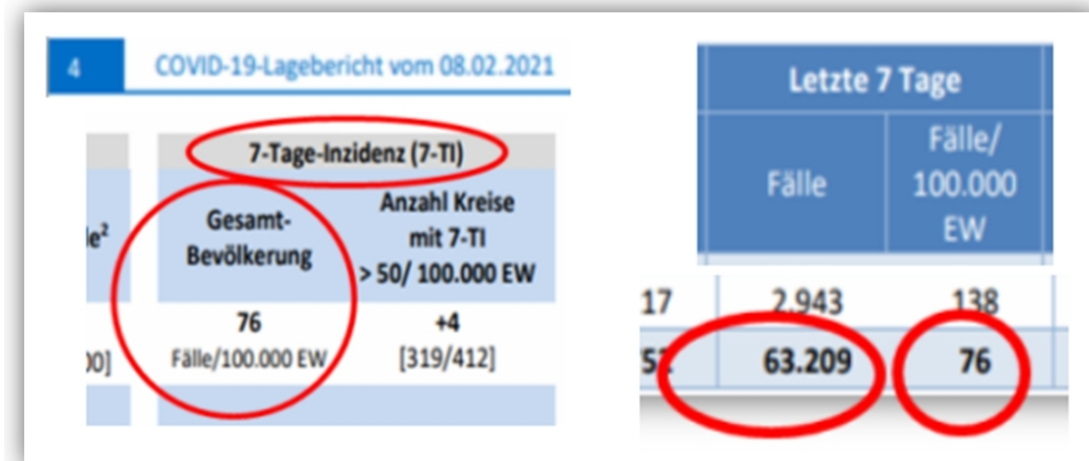 4 COVID-19-Lagebericht vom 08.02.2021
7-Tage-Inzidenz (7-TI)
Gesamt-
Bevölkerung
Anzahl Kreise
mit 7-TI
> 50/ 100.000 EW
76
Fälle/100.000 EW
+4
[319/412]
Letzte 7 Tage
Fälle
Fälle/
100.000
EW
17 2.943 138
63.209 76